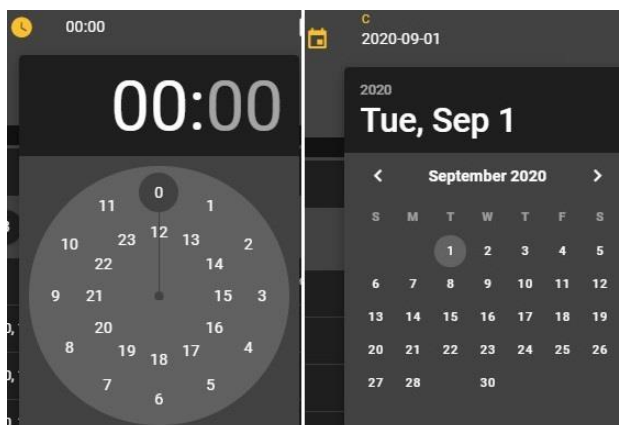 00:00
00:00
0
11 1
10 23 12 13 2
22 14
9 21 15 3
20 16
8 19 18 17 4
7 5
6
C
2020-09-01
2020
Tue, Sep 1
September 2020
S M T W T F S
1 2 3 4 5
6 7 8 9 10 11 12
13 14 15 16 17 18 19
20 21 22 23 24 25 26
27 28 30